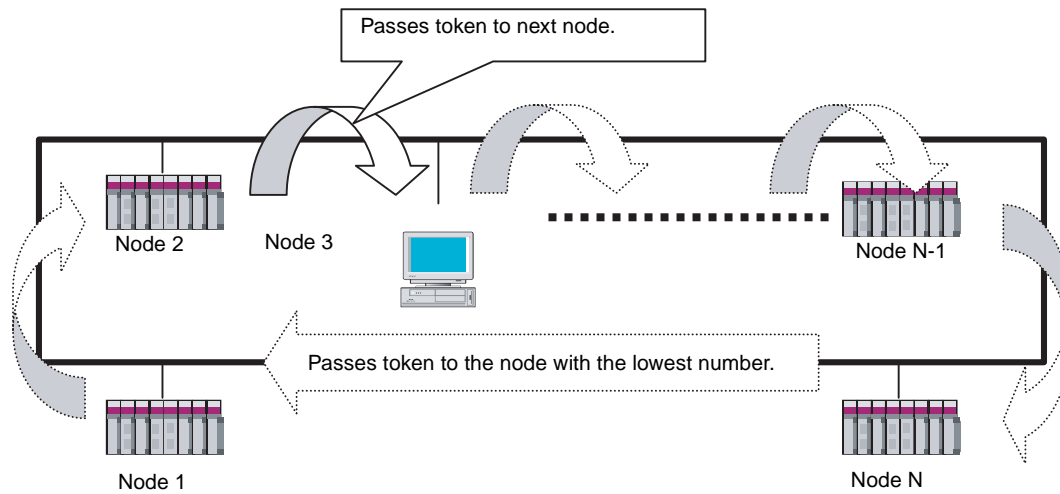 Passes token to next node.
Node 2
Node 3
Node N-1
Passes token to the node with the lowest number.
Node 1
Node N